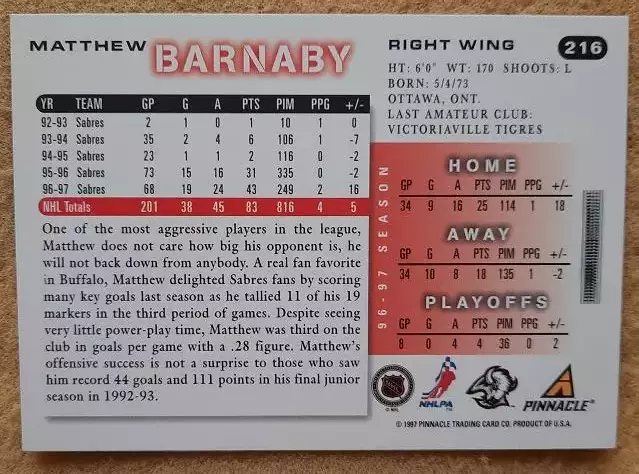 MATTHEW BARNABY
RIGHT WING 216
HT: 6'0" WT: 170 SHOOTS: L
BORN: 5/4/73
OTTAWA, ONT.
LAST AMATEUR CLUB:
VICTORIAVILLE TIGRES
YR TEAM GP G A PTS PIM PPG +/-
92-93 Sabres 2 1 0 1 10 1 0
93-94 Sabres 35 2 4 6 106 1 -7
94-95 Sabres 23 1 1 2 116 0 -2
95-96 Sabres 73 15 16 31 335 0 -2
96-97 Sabres 68 19 24 43 249 2 16
NHL Totals 201 38 45 83 816 4 5
One of the most aggressive players in the league,
Matthew does not care how big his opponent is, he
will not back down from anybody. A real fan favorite
in Buffalo, Matthew delighted Sabres fans by scoring
many key goals last season as he tallied 11 of his 19
markers in the third period of games. Despite seeing
very little power-play time, Matthew was third on the
club in goals per game with a .28 figure. Matthew's
offensive success is not a surprise to those who saw
him record 44 goals and 111 points in his final junior
season in 1992-93.
96-97 SEASON
HOME
GP G A PTS PIM PPG +/-
34 9 16 25 114 1 18
AWAY
GP G A PTS PIM PPG +/-
34 10 8 18 135 1 -2
PLAYOFFS
GP G A PTS PIM PPG +/-
8 0 4 4 36 0 2
NHL
© NHL
NHLPA
PINNACLE
© 1997 PINNACLE TRADING CARD CO. PRODUCT OF U.S.A.